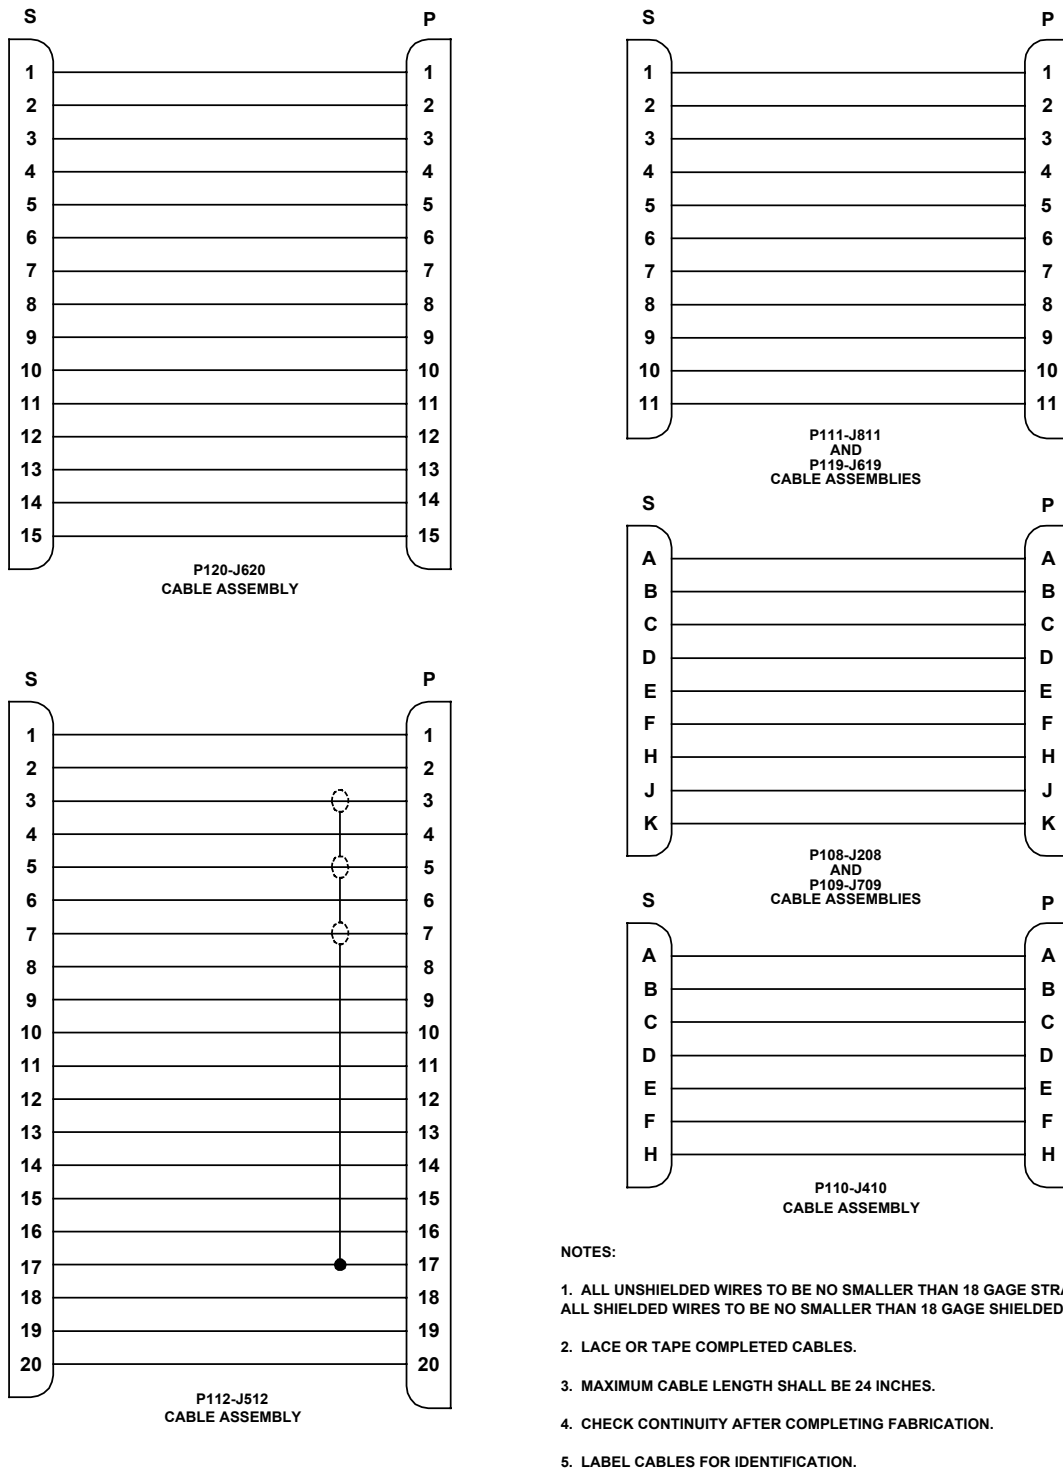 S P
1 1
2 2
3 3
4 4
5 5
6 6
7 7
8 8
9 9
10 10
11 11
12 12
13 13
14 14
15 15
P120-J620
CABLE ASSEMBLY
S P
1 1
2 2
3 3
4 4
5 5
6 6
7 7
8 8
9 9
10 10
11 11
12 12
13 13
14 14
15 15
16 16
17 17
18 18
19 19
20 20
P112-J512
CABLE ASSEMBLY
S P
1 1
2 2
3 3
4 4
5 5
6 6
7 7
8 8
9 9
10 10
11 11
P111-J811
AND
P119-J619
CABLE ASSEMBLIES
S P
A A
B B
C C
D D
E E
F F
H H
J J
K K
P108-J208
AND
P109-J709
CABLE ASSEMBLIES
S P
A A
B B
C C
D D
E E
F F
H H
P110-J410
CABLE ASSEMBLY
NOTES:
1. ALL UNSHIELDED WIRES TO BE NO SMALLER THAN 18 GAGE
ALL SHIELDED WIRES TO BE NO SMALLER THAN 18 GAGE SHIELDED
2. LACE OR TAPE COMPLETED CABLES.
3. MAXIMUM CABLE LENGTH SHALL BE 24 INCHES.
4. CHECK CONTINUITY AFTER COMPLETING FABRICATION.
5. LABEL CABLES FOR IDENTIFICATION.